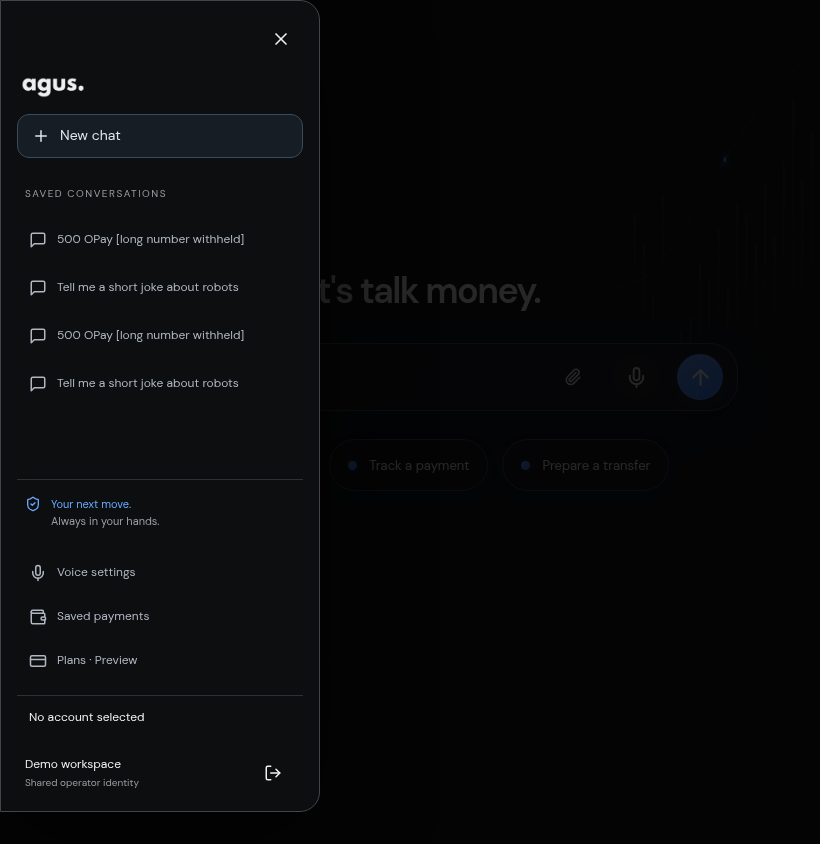 agus.
New chat
SAVED CONVERSATIONS
500 OPay [long number withheld]
Tell me a short joke about robots
500 OPay [long number withheld]
Tell me a short joke about robots
Your next move.
Always in your hands.
Voice settings
Saved payments
Plans · Preview
No account selected
Demo workspace
Shared operator identity
t's talk money.
Track a payment
Prepare a transfer